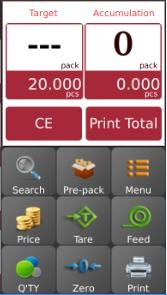 Target Accumulation
--- 0
pack pack
20.000 0.000
pcs pcs
CE Print Total
Search Pre-pack Menu
Price Tare Feed
Q'TY Zero Print